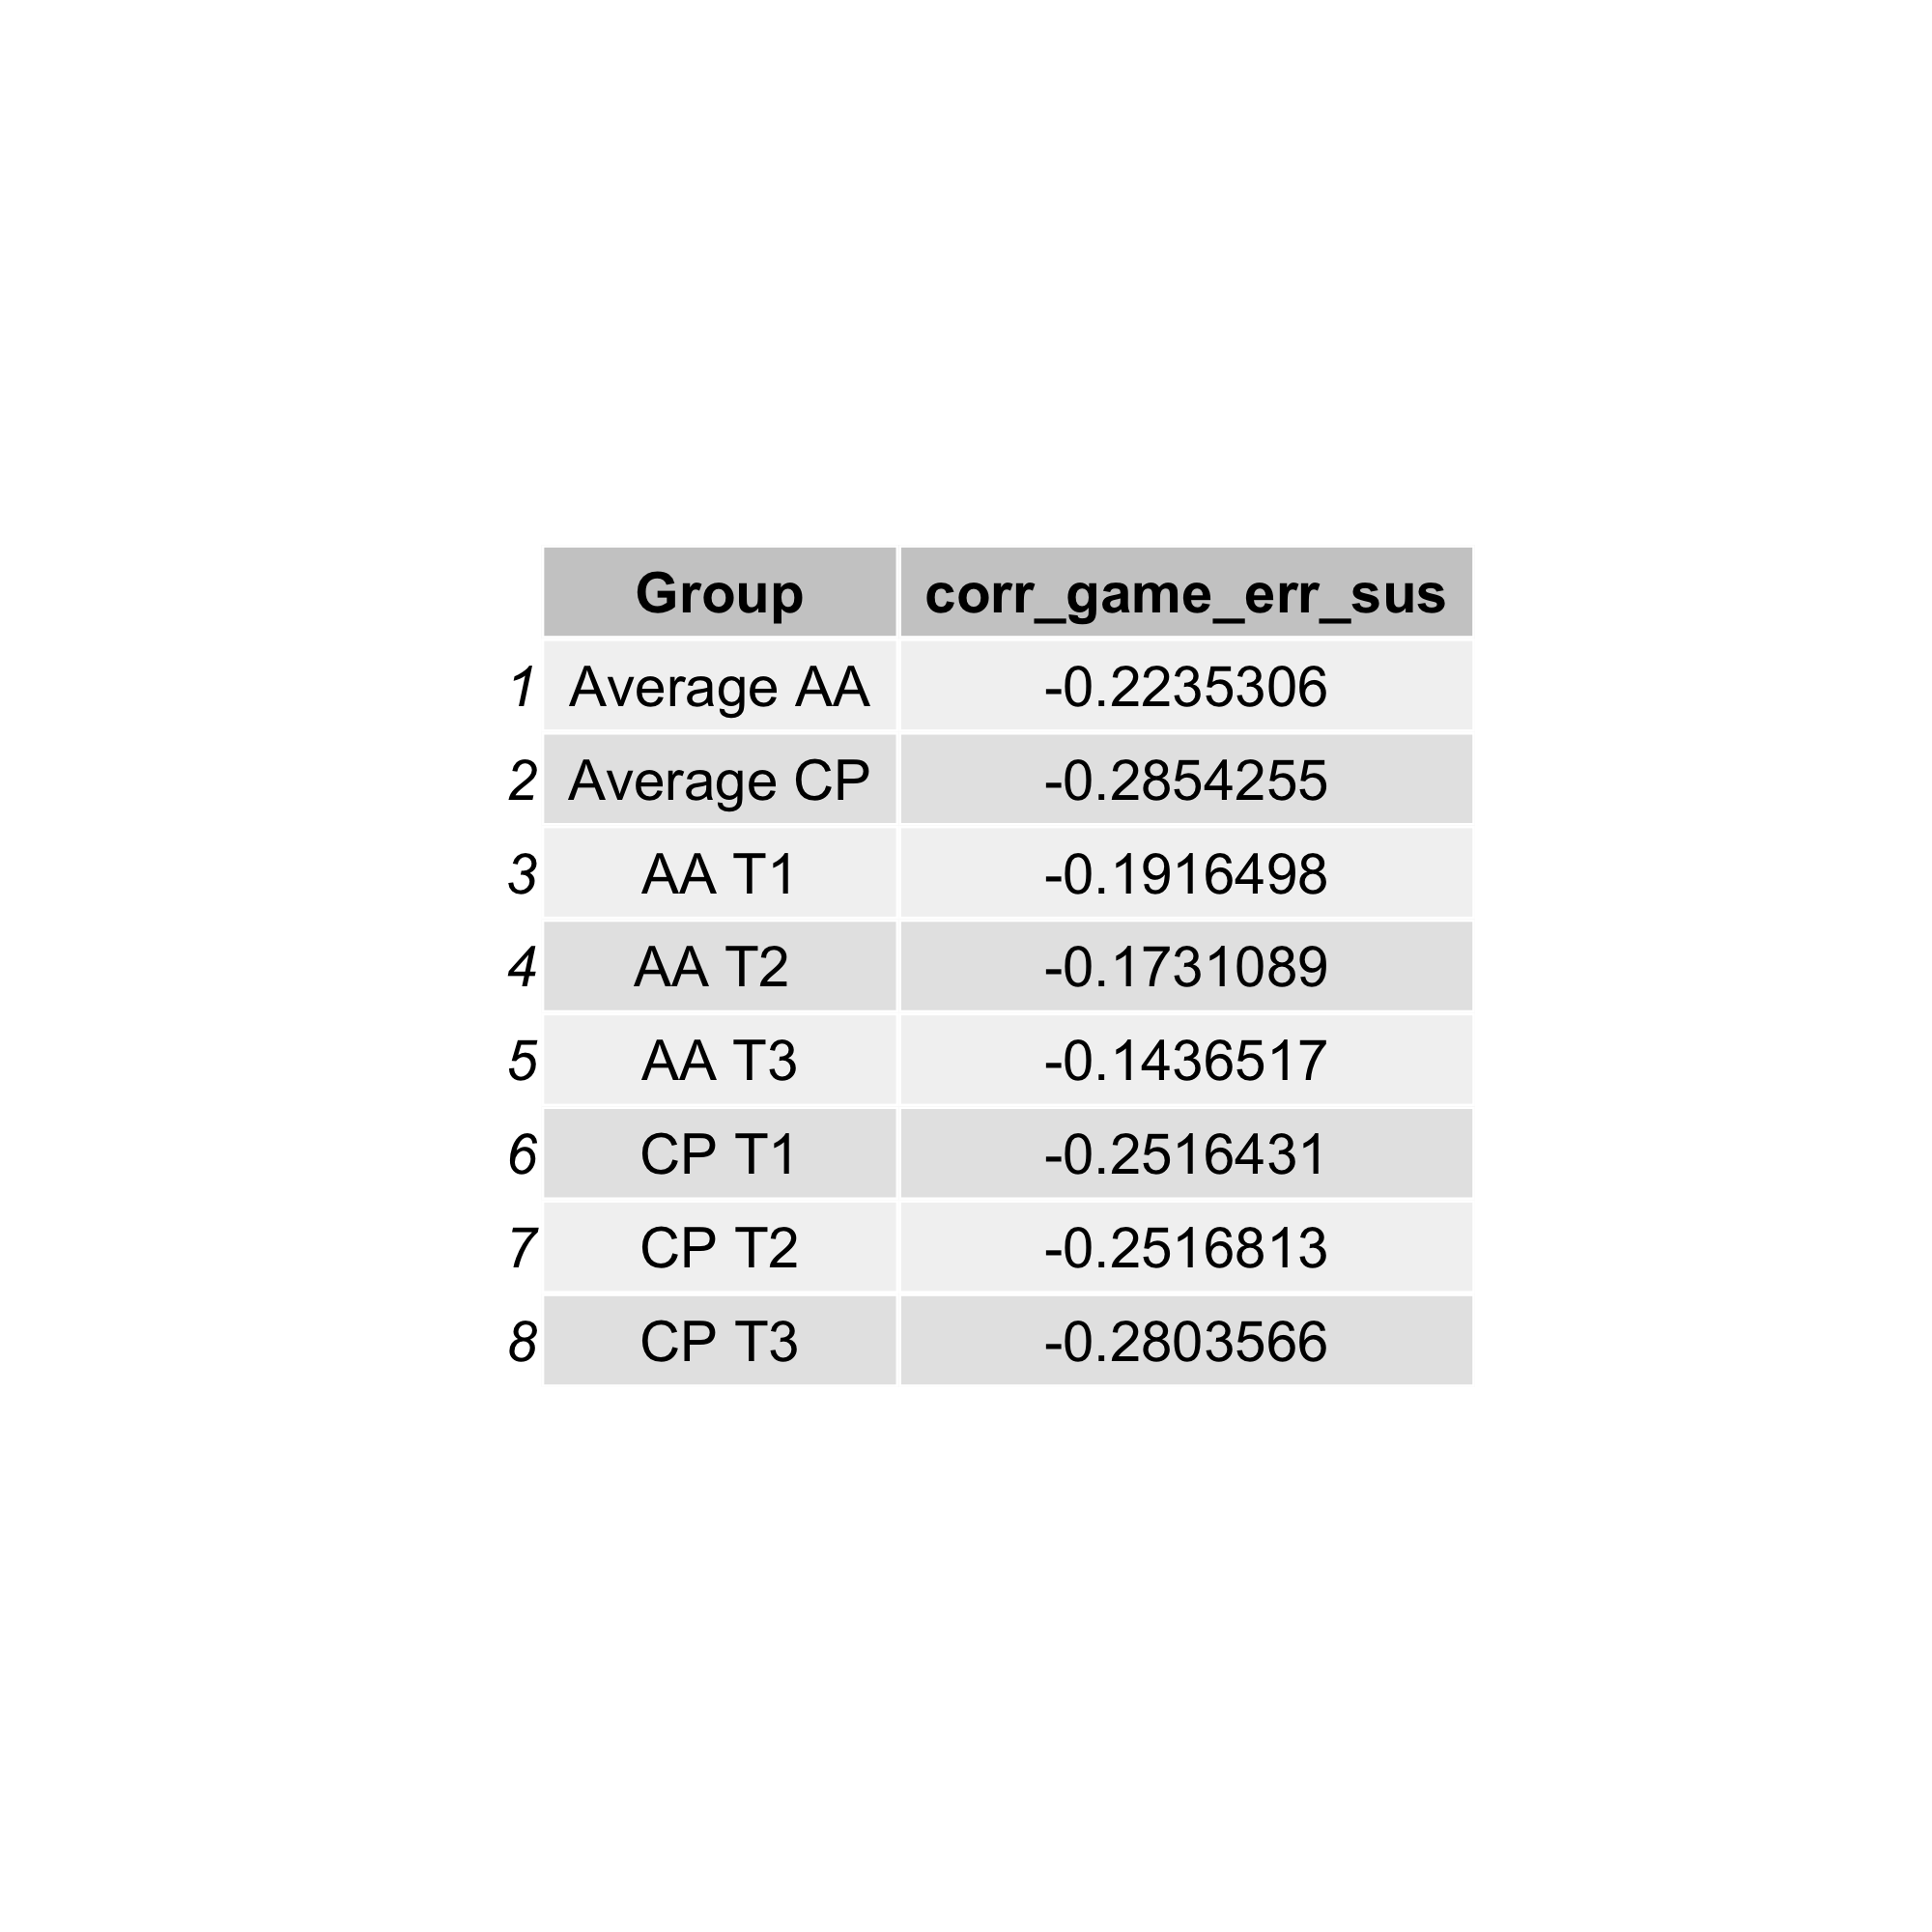 Group corr_game_err_sus
1 Average AA -0.2235306
2 Average CP -0.2854255
3 AA T1 -0.1916498
4 AA T2 -0.1731089
5 AA T3 -0.1436517
6 CP T1 -0.2516431
7 CP T2 -0.2516813
8 CP T3 -0.2803566